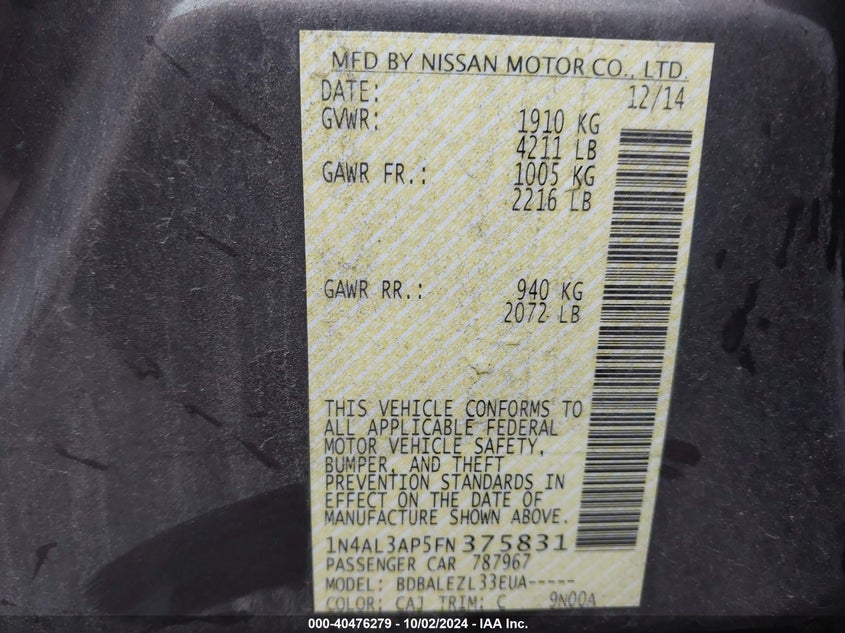 MFD BY NISSAN MOTOR CO., LTD.
DATE: 12/14
GVWR: 1910 KG
4211 LB
GAWR FR.: 1005 KG
2216 LB
GAWR RR.: 940 KG
2072 LB
THIS VEHICLE CONFORMS TO
ALL APPLICABLE FEDERAL
MOTOR VEHICLE SAFETY,
BUMPER, AND THEFT
PREVENTION STANDARDS IN
EFFECT ON THE DATE OF
MANUFACTURE SHOWN ABOVE.
1N4AL3AP5FN375831
PASSENGER CAR 787967
MODEL: BDBALEZL33EUA-----
COLOR: CAJ TRIM: C 9N00A
000-40476279 - 10/02/2024 - IAA Inc.